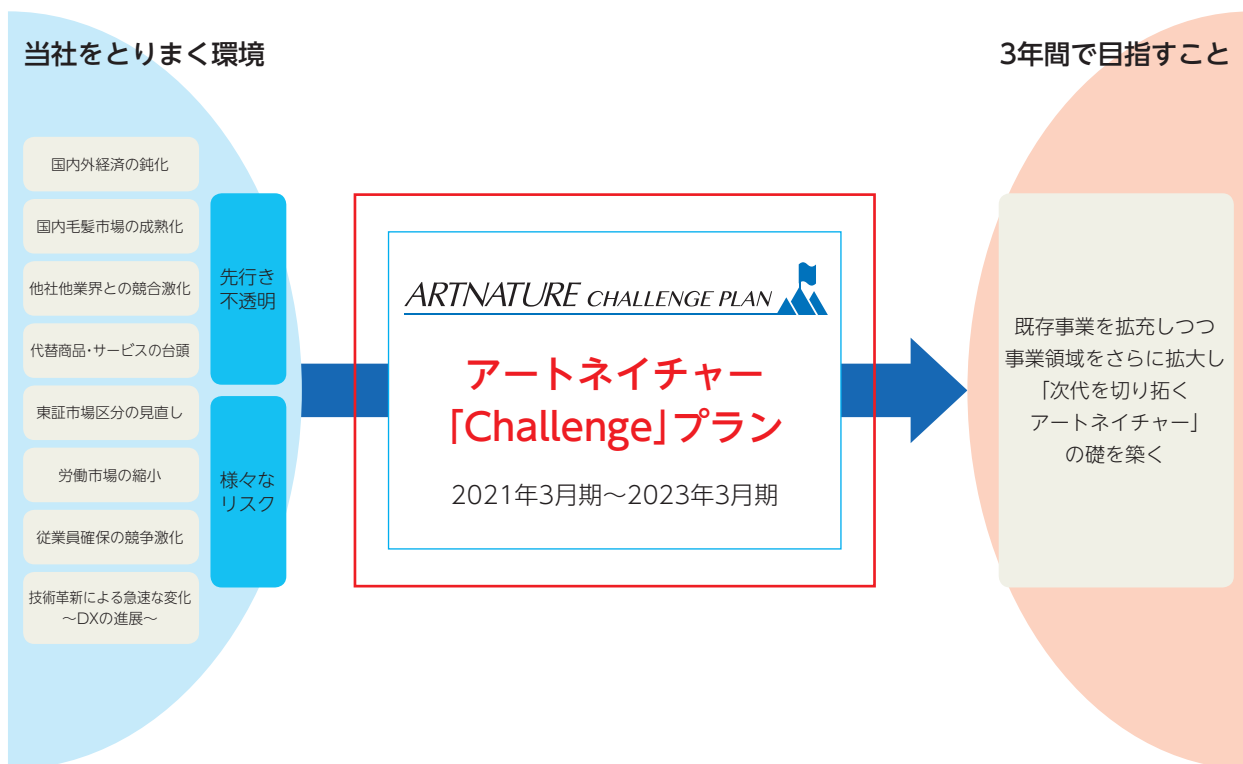 当社をとりまく環境
国内外経済の鈍化
国内毛髪市場の成熟化
他社他業界との競合激化
代替商品・サービスの台頭
東証市場区分の見直し
労働市場の縮小
従業員確保の競争激化
技術革新による急速な変化
～DXの進展～
先行き
不透明
様々な
リスク
ARTNATURE CHALLENGE PLAN
アートネイチャー
「Challenge」プラン
2021年3月期～2023年3月期
3年間で目指すこと
既存事業を拡充しつつ
事業領域をさらに拡大し
「次代を切り拓く
アートネイチャー」
の礎を築く